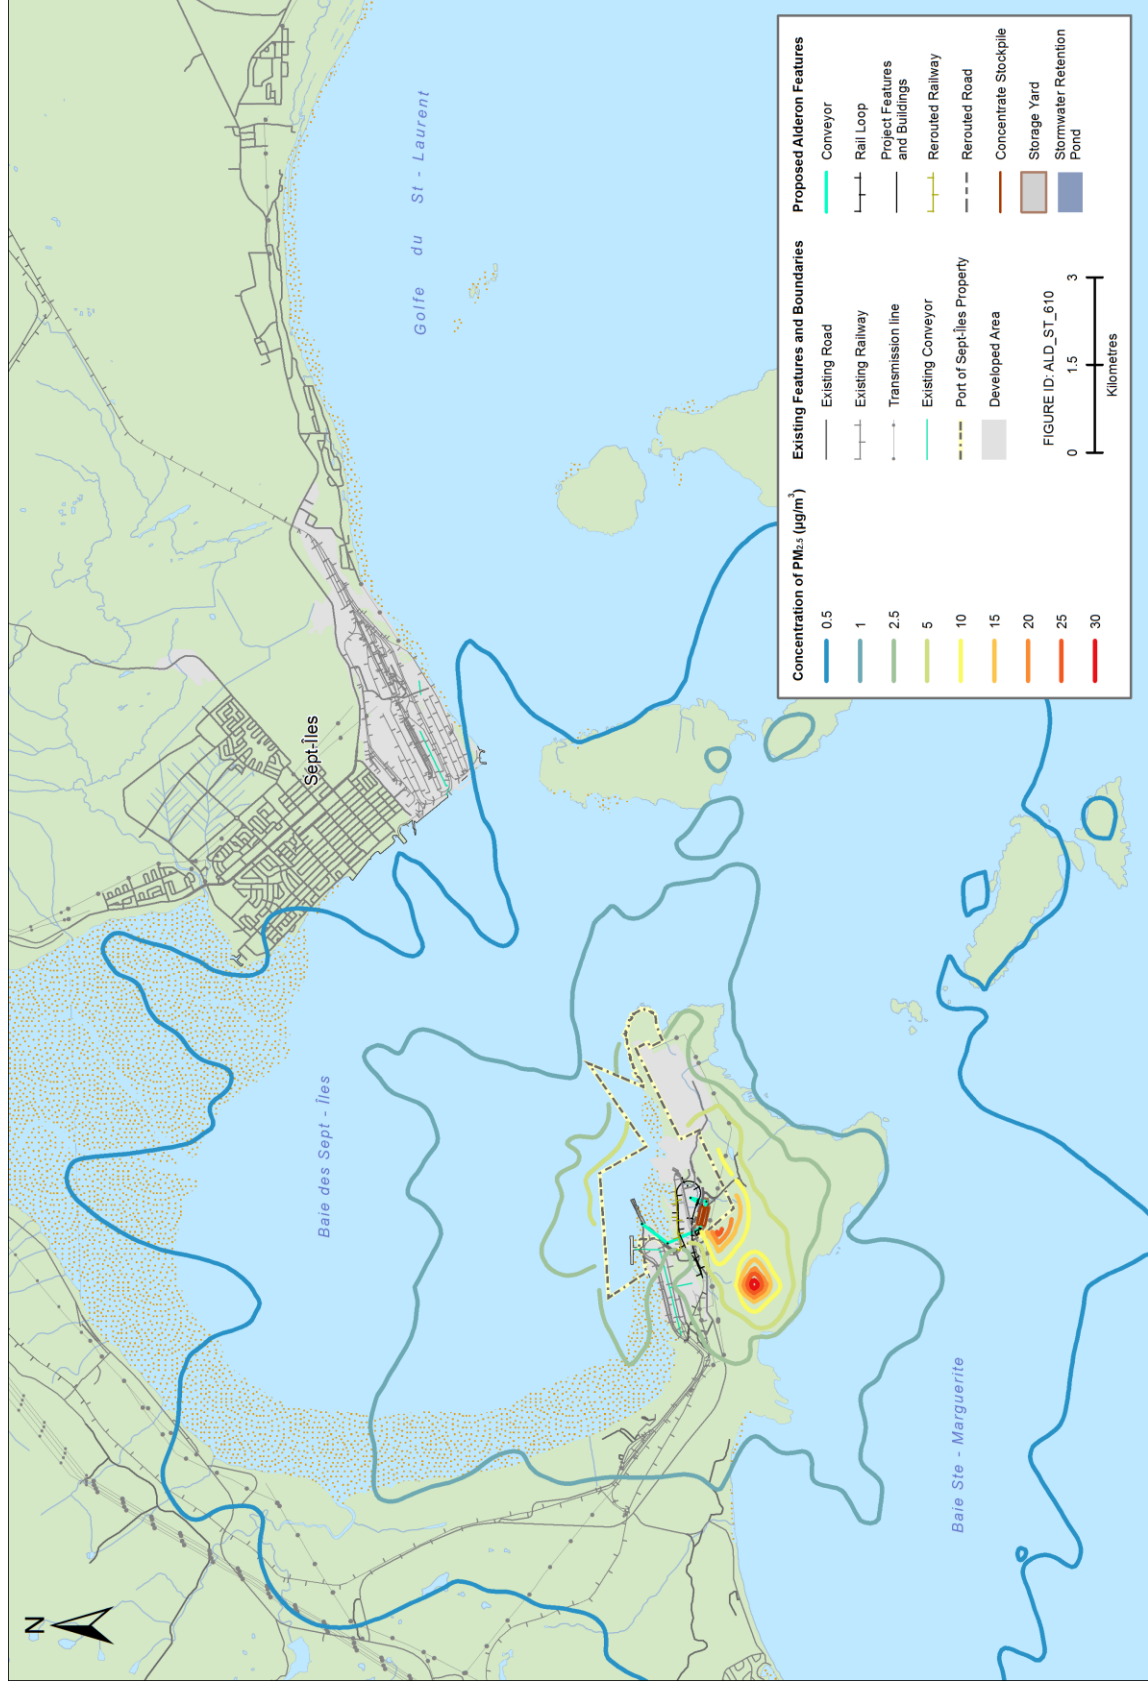 N
Golfe du St - Laurent
Sept-Îles
Baie des Sept - Îles
Baie Ste - Marguerite
Concentration of PM2.5 (µg/m³)
0.5
1
2.5
5
10
15
20
25
30
Existing Features and Boundaries
Existing Road
Existing Railway
Transmission line
Existing Conveyor
Port of Sept-Îles Property
Developed Area
Proposed Alderon Features
Conveyor
Rail Loop
Project Features
and Buildings
Rerouted Railway
Rerouted Road
Concentrate Stockpile
Storage Yard
Stormwater Retention
Pond
FIGURE ID: ALD_ST_610
0 1.5 3
Kilometres